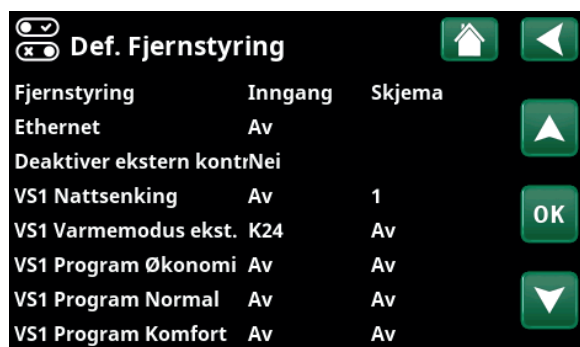 Def. Fjernstyring
Fjernstyring Inngang Skjema
Ethernet Av
Deaktiver ekstern kontrNei
VS1 Nattsenking Av 1
VS1 Varmemodus ekst. K24 Av
VS1 Program Økonomi Av Av
VS1 Program Normal Av Av
VS1 Program Komfort Av Av
OK